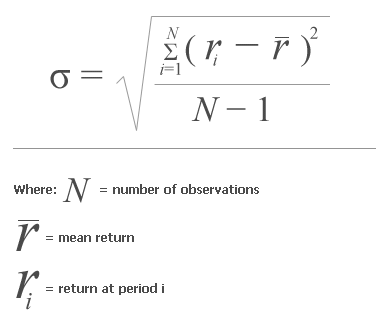 σ = √( Σ_{i=1}^{N} ( r_i − r̄ )² / N − 1 )
Where: N = number of observations
r̄ = mean return
r_i = return at period i